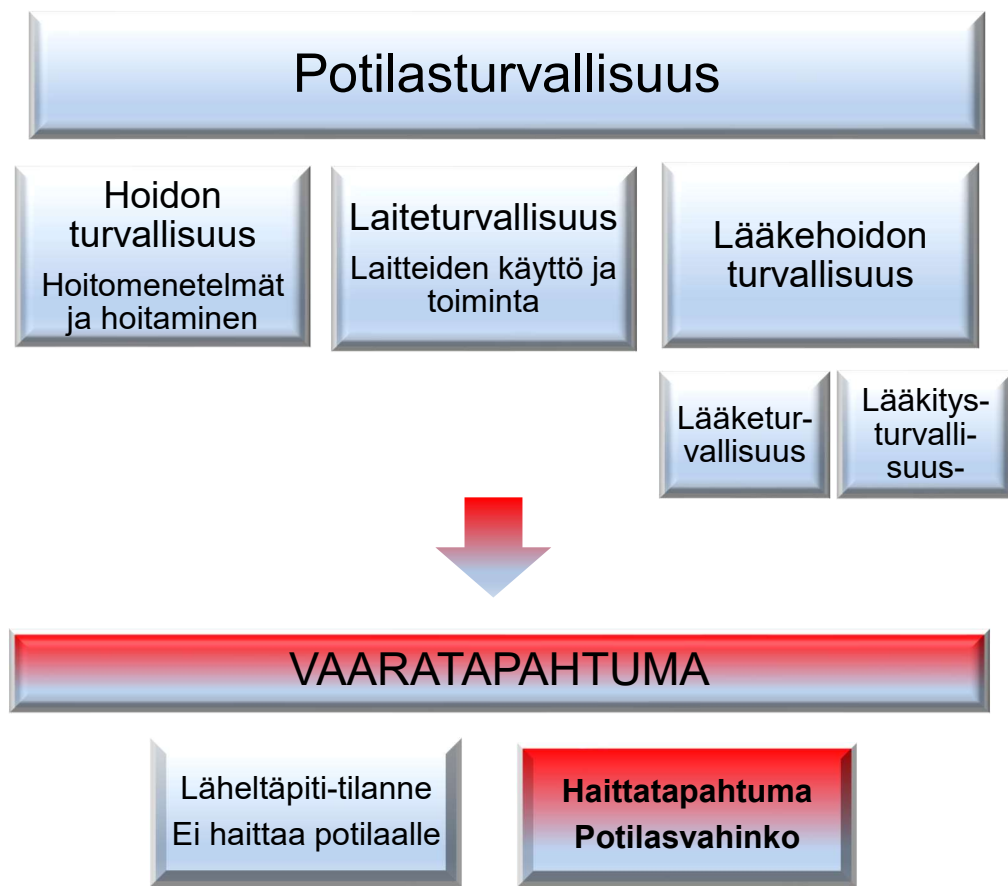 Potilasturvallisuus
Hoidon
turvallisuus
Hoitomenetelmät
ja hoitaminen
Laiteturvallisuus
Laitteiden käyttö ja
toiminta
Lääkehoidon
turvallisuus
Lääketur-
vallisuus
Lääkitys-
turvalli-
suus-
VAARATAPAHTUMA
Läheltäpiti-tilanne
Ei haittaa potilaalle
Haittatapahtuma
Potilasvahinko